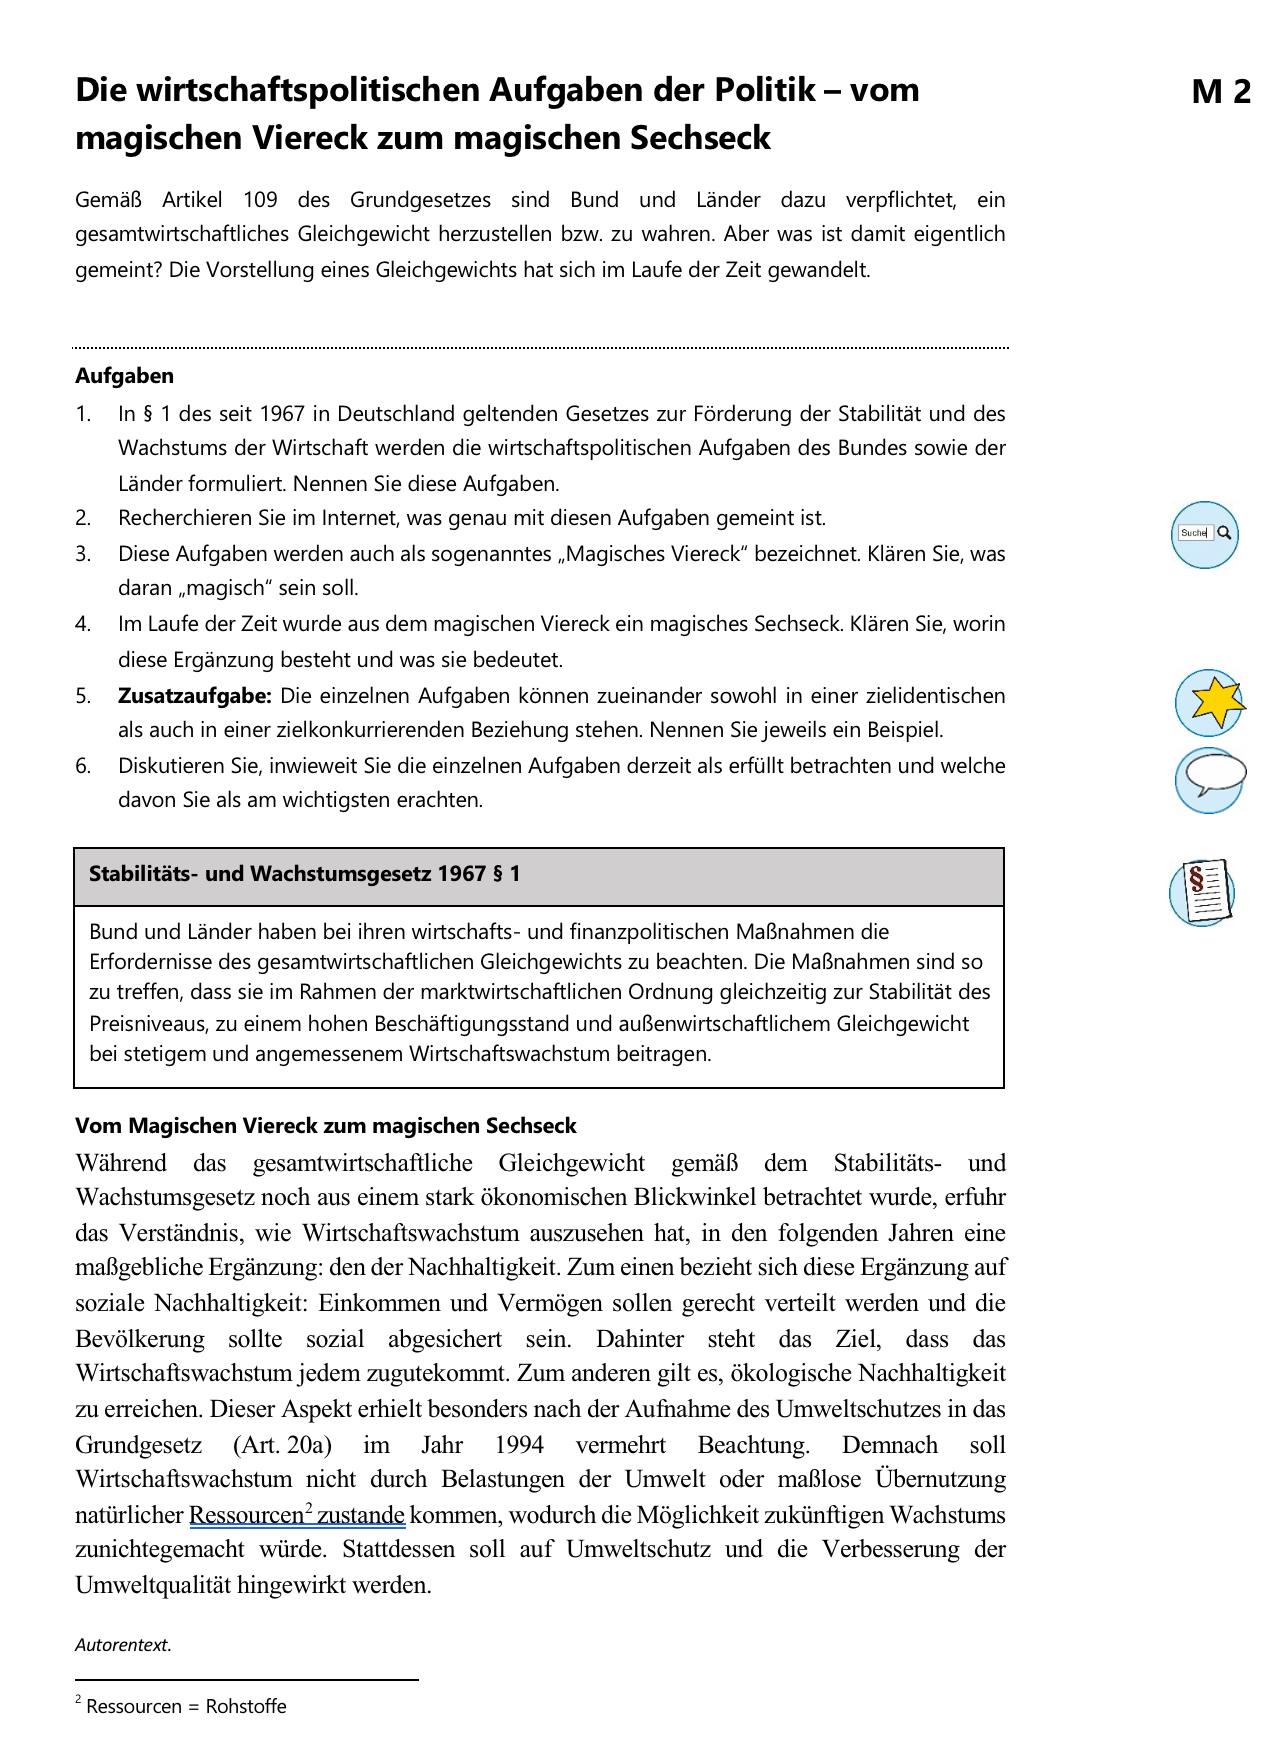 Die wirtschaftspolitischen Aufgaben der Politik – vom
magischen Viereck zum magischen Sechseck
M 2
Gemäß Artikel 109 des Grundgesetzes sind Bund und Länder dazu verpflichtet, ein
gesamtwirtschaftliches Gleichgewicht herzustellen bzw. zu wahren. Aber was ist damit eigentlich
gemeint? Die Vorstellung eines Gleichgewichts hat sich im Laufe der Zeit gewandelt.
Aufgaben
1. In § 1 des seit 1967 in Deutschland geltenden Gesetzes zur Förderung der Stabilität und des
Wachstums der Wirtschaft werden die wirtschaftspolitischen Aufgaben des Bundes sowie der
Länder formuliert. Nennen Sie diese Aufgaben.
2. Recherchieren Sie im Internet, was genau mit diesen Aufgaben gemeint ist.
Suche
3. Diese Aufgaben werden auch als sogenanntes „Magisches Viereck“ bezeichnet. Klären Sie, was
daran „magisch“ sein soll.
4. Im Laufe der Zeit wurde aus dem magischen Viereck ein magisches Sechseck. Klären Sie, worin
diese Ergänzung besteht und was sie bedeutet.
5. Zusatzaufgabe: Die einzelnen Aufgaben können zueinander sowohl in einer zielidentischen
als auch in einer zielkonkurrierenden Beziehung stehen. Nennen Sie jeweils ein Beispiel.
6. Diskutieren Sie, inwieweit Sie die einzelnen Aufgaben derzeit als erfüllt betrachten und welche
davon Sie als am wichtigsten erachten.
Stabilitäts- und Wachstumsgesetz 1967 § 1
§
Bund und Länder haben bei ihren wirtschafts- und finanzpolitischen Maßnahmen die
Erfordernisse des gesamtwirtschaftlichen Gleichgewichts zu beachten. Die Maßnahmen sind so
zu treffen, dass sie im Rahmen der marktwirtschaftlichen Ordnung gleichzeitig zur Stabilität des
Preisniveaus, zu einem hohen Beschäftigungsstand und außenwirtschaftlichem Gleichgewicht
bei stetigem und angemessenem Wirtschaftswachstum beitragen.
Vom Magischen Viereck zum magischen Sechseck
Während das gesamtwirtschaftliche Gleichgewicht gemäß dem Stabilitäts- und
Wachstumsgesetz noch aus einem stark ökonomischen Blickwinkel betrachtet wurde, erfuhr
das Verständnis, wie Wirtschaftswachstum auszusehen hat, in den folgenden Jahren eine
maßgebliche Ergänzung: den der Nachhaltigkeit. Zum einen bezieht sich diese Ergänzung auf
soziale Nachhaltigkeit: Einkommen und Vermögen sollen gerecht verteilt werden und die
Bevölkerung sollte sozial abgesichert sein. Dahinter steht das Ziel, dass das
Wirtschaftswachstum jedem zugutekommt. Zum anderen gilt es, ökologische Nachhaltigkeit
zu erreichen. Dieser Aspekt erhielt besonders nach der Aufnahme des Umweltschutzes in das
Grundgesetz (Art. 20a) im Jahr 1994 vermehrt Beachtung. Demnach soll
Wirtschaftswachstum nicht durch Belastungen der Umwelt oder maßlose Übernutzung
natürlicher Ressourcen² zustande kommen, wodurch die Möglichkeit zukünftigen Wachstums
zunichtegemacht würde. Stattdessen soll auf Umweltschutz und die Verbesserung der
Umweltqualität hingewirkt werden.
Autorentext.
² Ressourcen = Rohstoffe